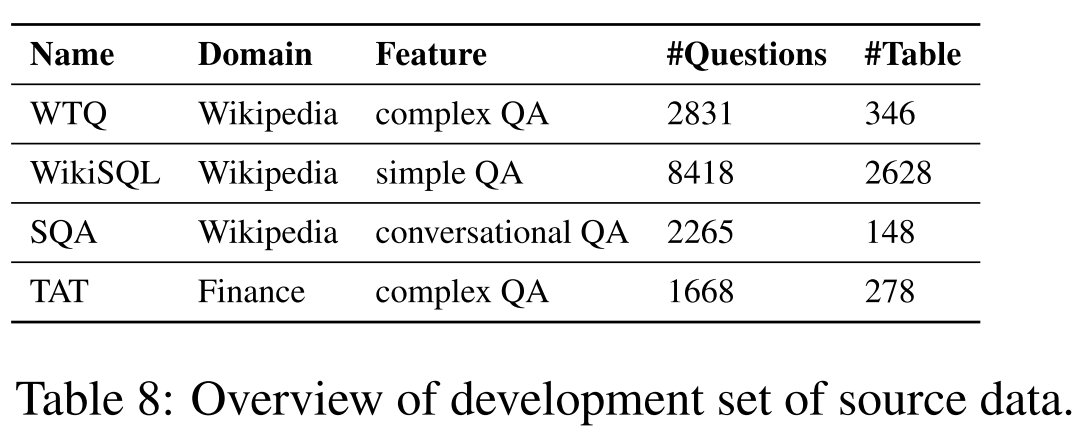 Name Domain Feature #Questions #Table
WTQ Wikipedia complex QA 2831 346
WikiSQL Wikipedia simple QA 8418 2628
SQA Wikipedia conversational QA 2265 148
TAT Finance complex QA 1668 278
Table 8: Overview of development set of source data.